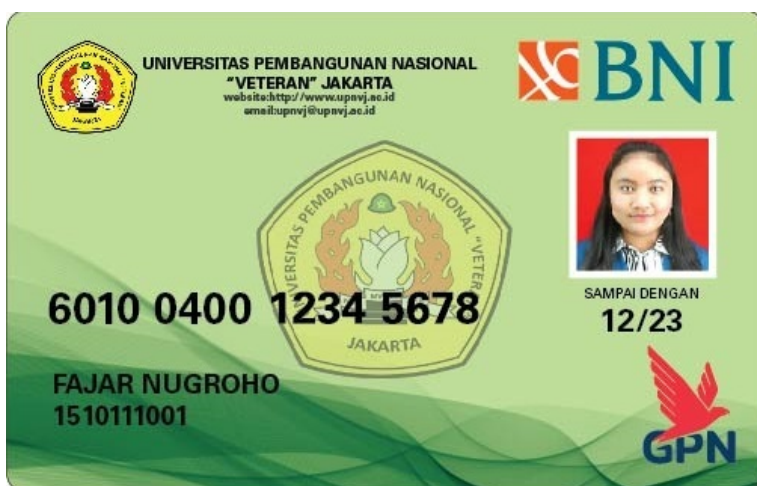 UNIVERSITAS PEMBANGUNAN NASIONAL
"VETERAN" JAKARTA
website:http://www.upnvj.ac.id
email:upnvj@upnvj.ac.id
BNI
UNIVERSITAS PEMBANGUNAN NASIONAL "VETER
JAKARTA
6010 0400 1234 5678
SAMPAI DENGAN
12/23
FAJAR NUGROHO
1510111001
GPN